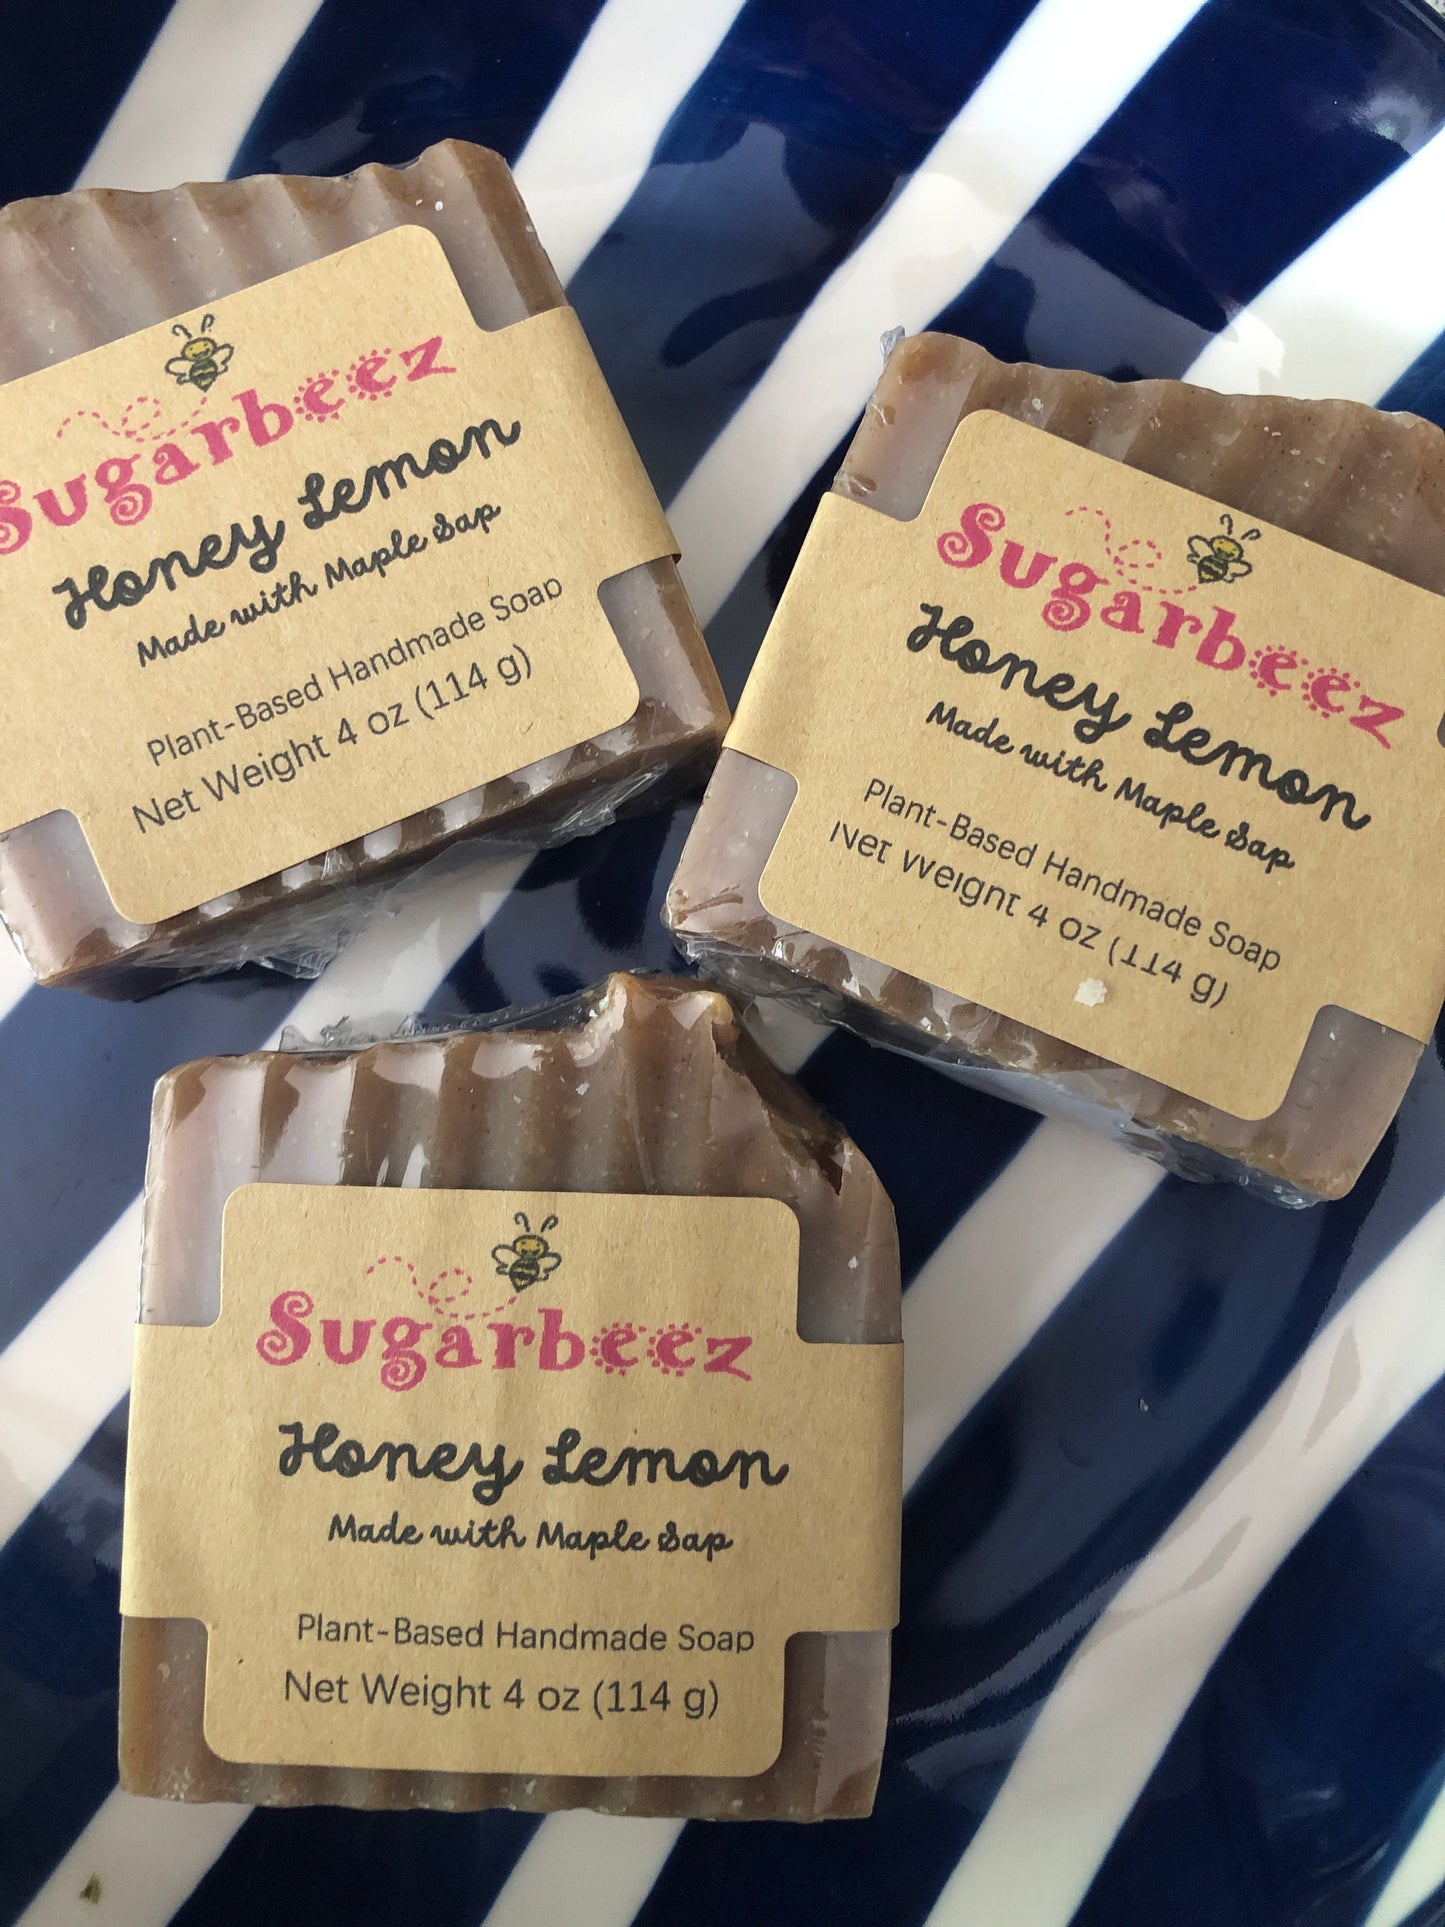 Sugarbeez
Honey Lemon
Made with Maple Sap
Plant-Based Handmade Soap
Net Weight 4 oz (114 g)
Sugarbeez
Honey Lemon
Made with Maple Sap
Plant-Based Handmade Soap
Net Weight 4 oz (114 g)
Sugarbeez
Honey Lemon
Made with Maple Sap
Plant-Based Handmade Soap
Net Weight 4 oz (114 g)